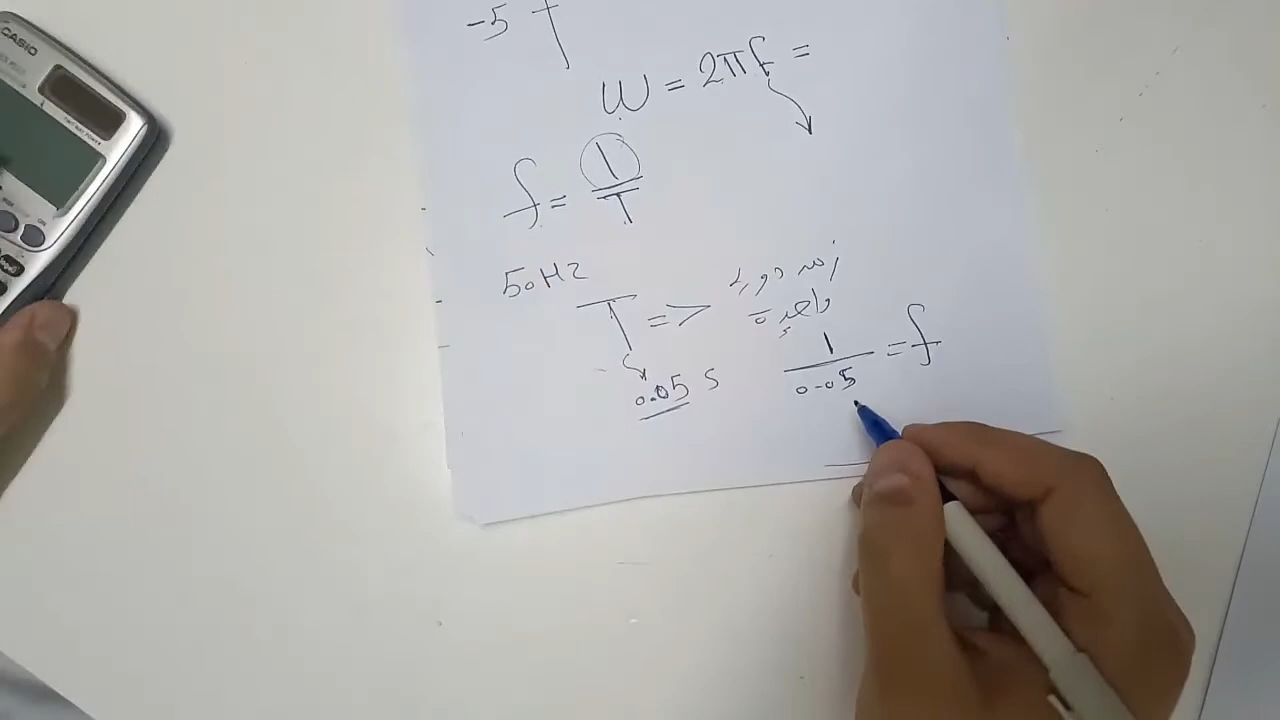 CASIO
-5
W = 2πf =
f = 1/T
50Hz
T => زمن دورة
واحدة
0.05 s
1/0.05 = f